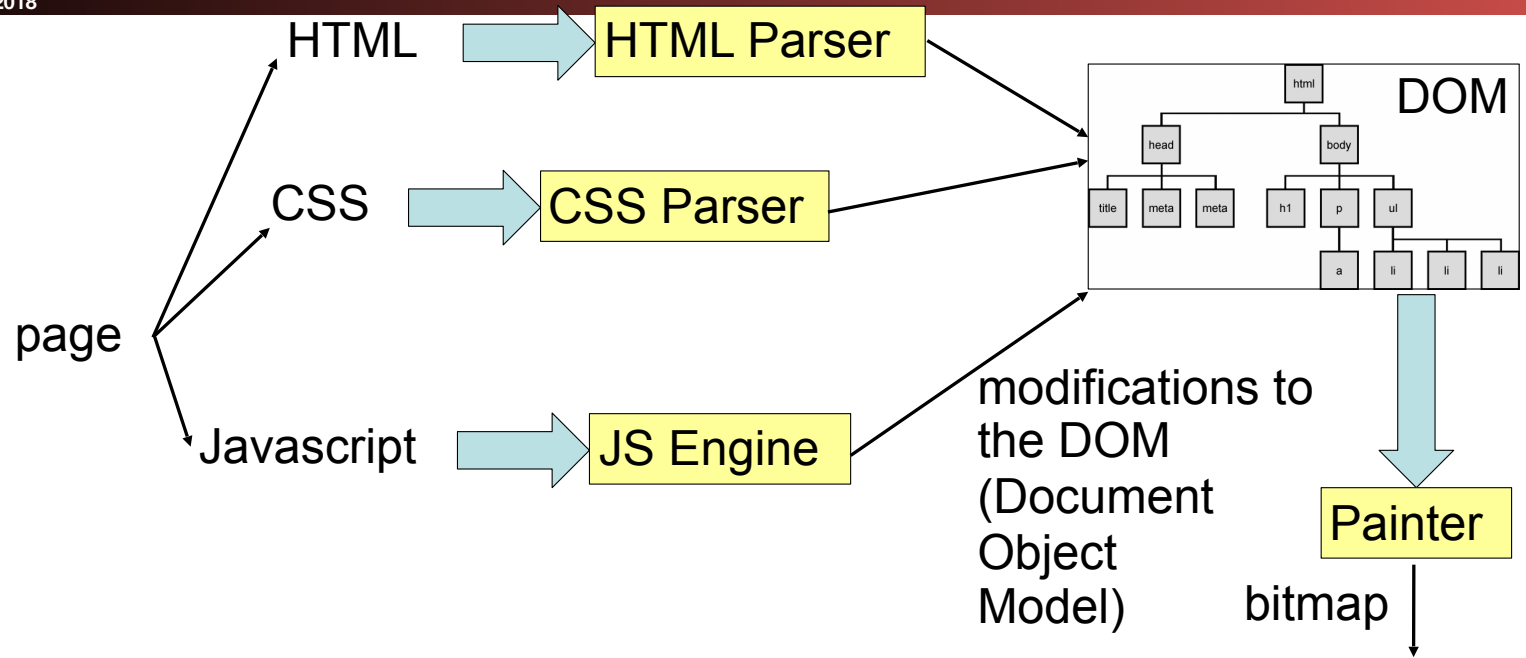 2018
HTML
HTML Parser
DOM
html
head
body
title
meta
meta
h1
p
ul
a
li
li
li
CSS
CSS Parser
page
Javascript
JS Engine
modifications to
the DOM
(Document
Object
Model)
Painter
bitmap